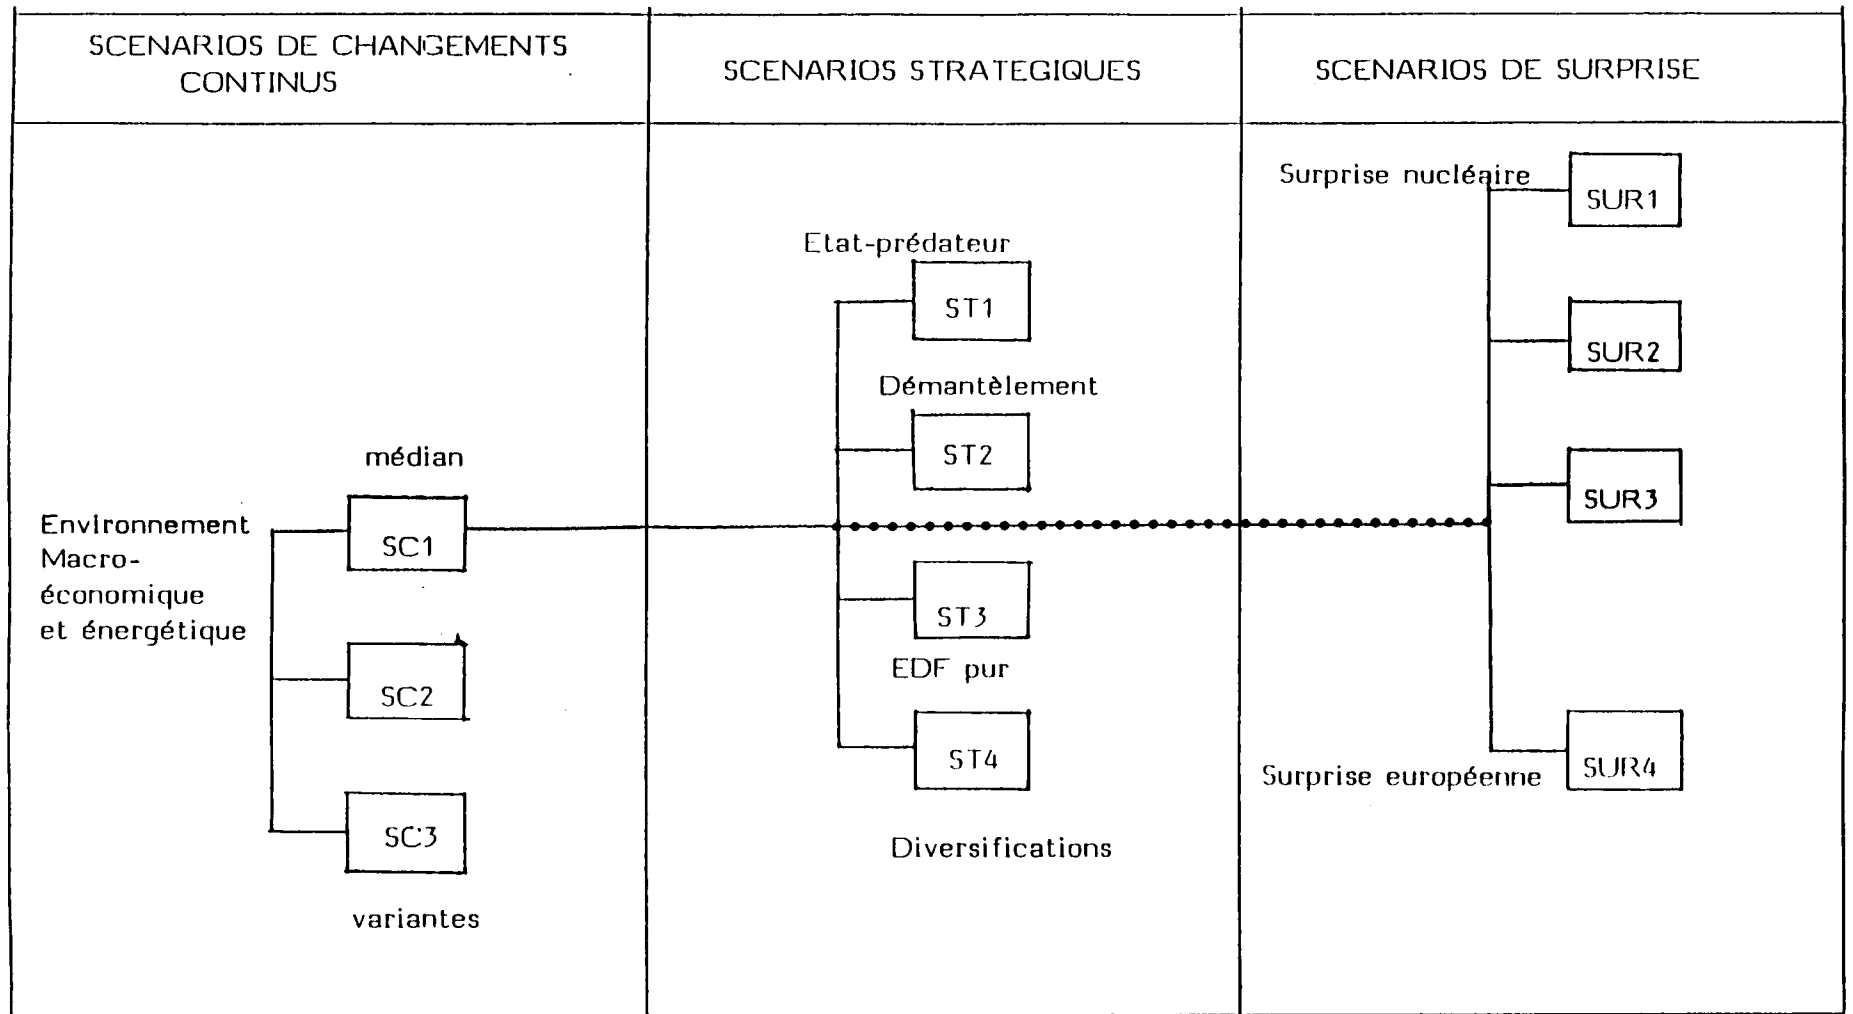 SCENARIOS DE CHANGEMENTS
CONTINUS
SCENARIOS STRATEGIQUES
SCENARIOS DE SURPRISE
Environnement
Macro-
économique
et énergétique
médian
SC1
SC2
SC3
variantes
Etat-prédateur
ST1
Démantèlement
ST2
ST3
EDF pur
ST4
Diversifications
Surprise nucléaire
SUR1
SUR2
SUR3
Surprise européenne
SUR4